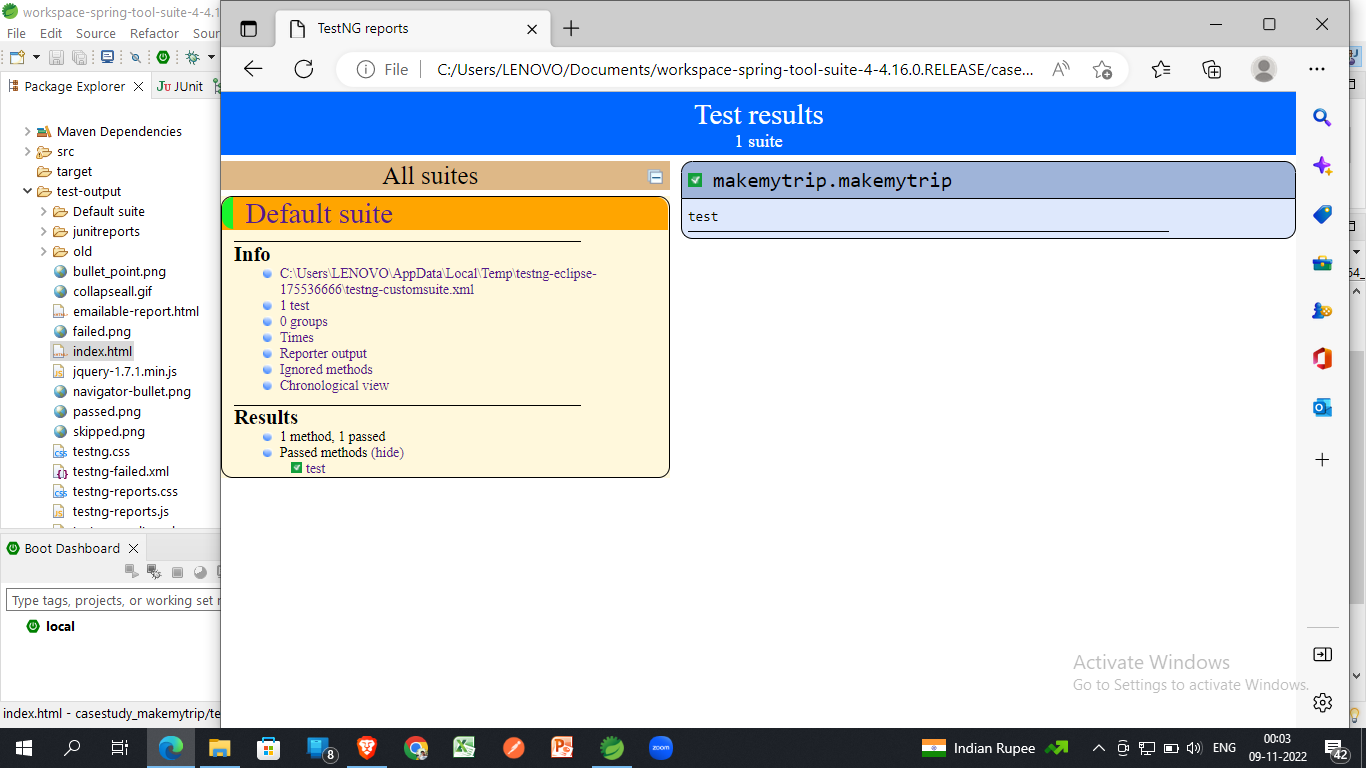 workspace-spring-tool-suite-4-4.1
File Edit Source Refactor Sour
Package Explorer
JUnit
Maven Dependencies
src
target
test-output
Default suite
junitreports
old
bullet_point.png
collapseall.gif
emailable-report.html
failed.png
index.html
jquery-1.7.1.min.js
navigator-bullet.png
passed.png
skipped.png
testng.css
testng-failed.xml
testng-reports.css
testng-reports.js
Boot Dashboard
Type tags, projects, or working set r
local
index.html - casestudy_makemytrip/te
TestNG reports
File
C:/Users/LENOVO/Documents/workspace-spring-tool-suite-4-4.16.0.RELEASE/case...
Test results
1 suite
All suites
Default suite
Info
C:\Users\LENOVO\AppData\Local\Temp\testng-eclipse-
175536666\testng-customsuite.xml
1 test
0 groups
Times
Reporter output
Ignored methods
Chronological view
Results
1 method, 1 passed
Passed methods (hide)
test
makemytrip.makemytrip
test
Activate Windows
Go to Settings to activate Windows.
8
zoom
Indian Rupee
ENG
00:03
09-11-2022
42